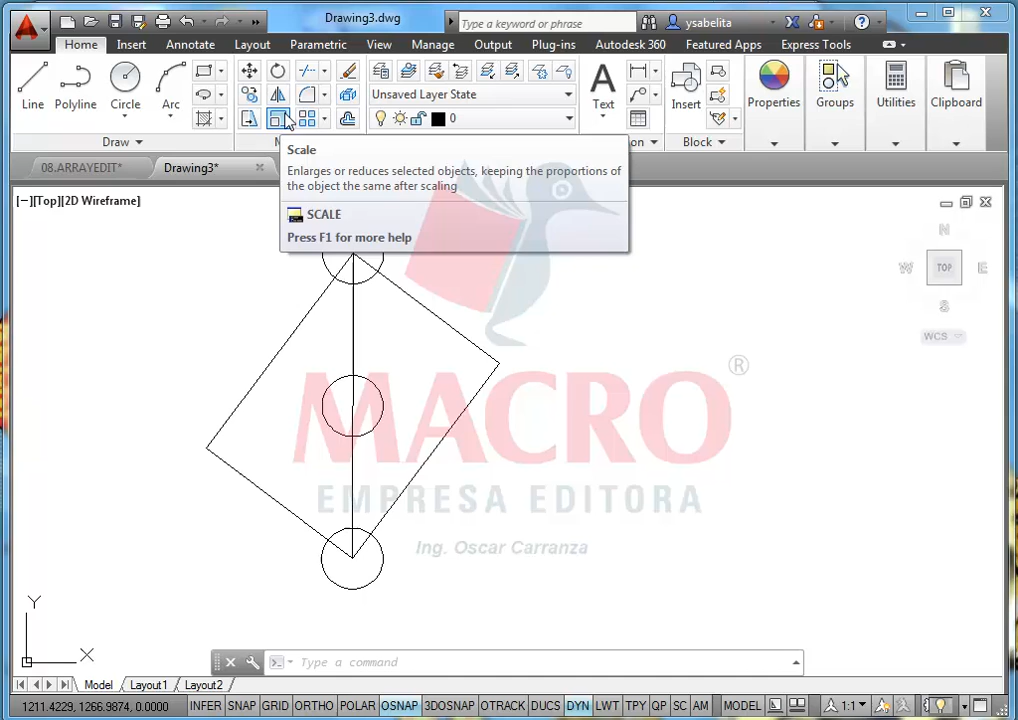 Drawing3.dwg
Type a keyword or phrase
ysabelita
Home Insert Annotate Layout Parametric View Manage Output Plug-ins Autodesk 360 Featured Apps Express Tools
Line Polyline Circle Arc
Unsaved Layer State
0
Text
Insert
Properties
Groups
Utilities
Clipboard
Draw
Block
08.ARRAYEDIT*
Drawing3*
Scale
Enlarges or reduces selected objects, keeping the proportions of
the object the same after scaling
SCALE
Press F1 for more help
[−][Top][2D Wireframe]
N
W TOP E
S
WCS
MACRO®
EMPRESA EDITORA
Ing. Oscar Carranza
Y
X
Type a command
Model Layout1 Layout2
1211.4229, 1266.9874, 0.0000 INFER SNAP GRID ORTHO POLAR OSNAP 3DOSNAP OTRACK DUCS DYN LWT TPY QP SC AM MODEL 1:1